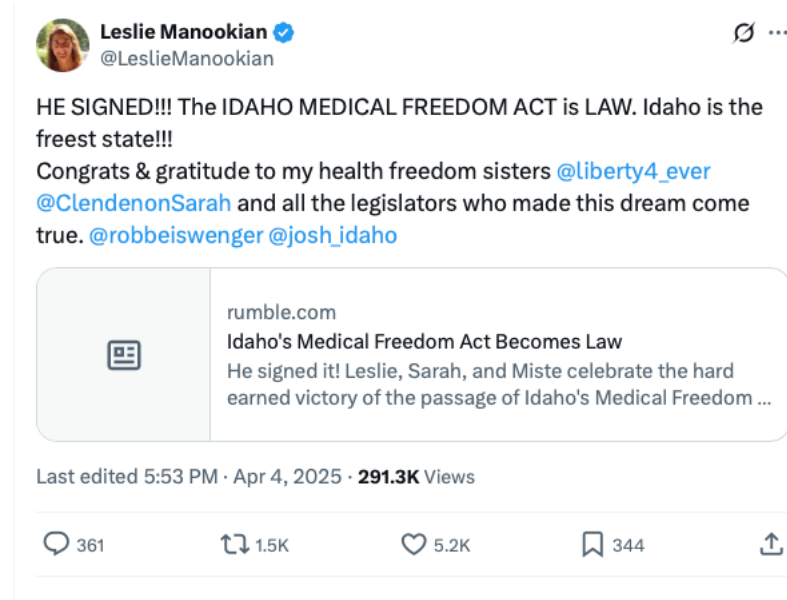 Leslie Manookian
@LeslieManookian
HE SIGNED!!! The IDAHO MEDICAL FREEDOM ACT is LAW. Idaho is the
freest state!!!
Congrats & gratitude to my health freedom sisters @liberty4_ever
@ClendenonSarah and all the legislators who made this dream come
true. @robbeiswenger @josh_idaho
rumble.com
Idaho's Medical Freedom Act Becomes Law
He signed it! Leslie, Sarah, and Miste celebrate the hard
earned victory of the passage of Idaho's Medical Freedom ...
Last edited 5:53 PM · Apr 4, 2025 · 291.3K Views
361 1.5K 5.2K 344